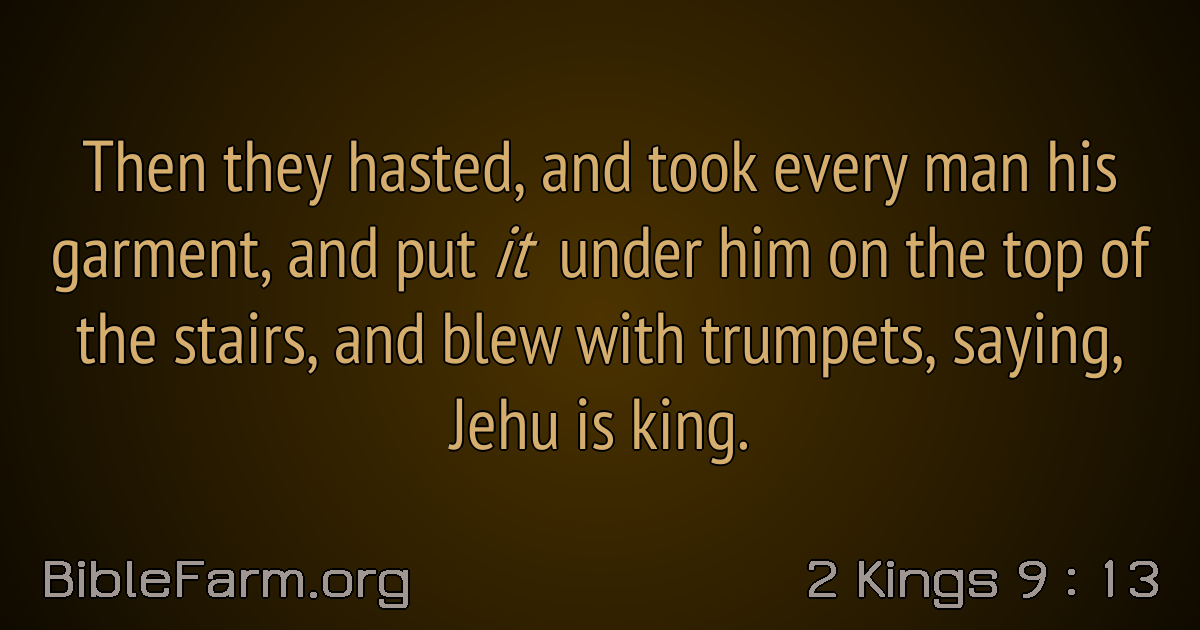 Then they hasted, and took every man his
garment, and put it under him on the top of
the stairs, and blew with trumpets, saying,
Jehu is king.
BibleFarm.org
2 Kings 9 : 13